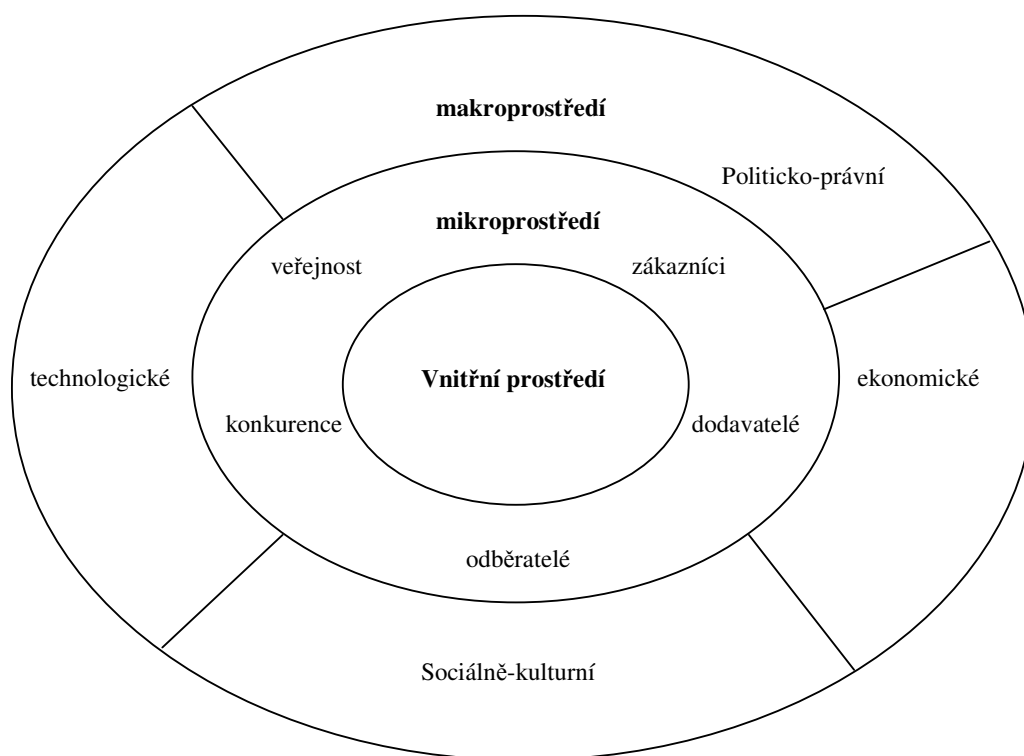 makroprostředí
Politicko-právní
mikroprostředí
veřejnost
zákazníci
technologické
Vnitřní prostředí
ekonomické
konkurence
dodavatelé
odběratelé
Sociálně-kulturní